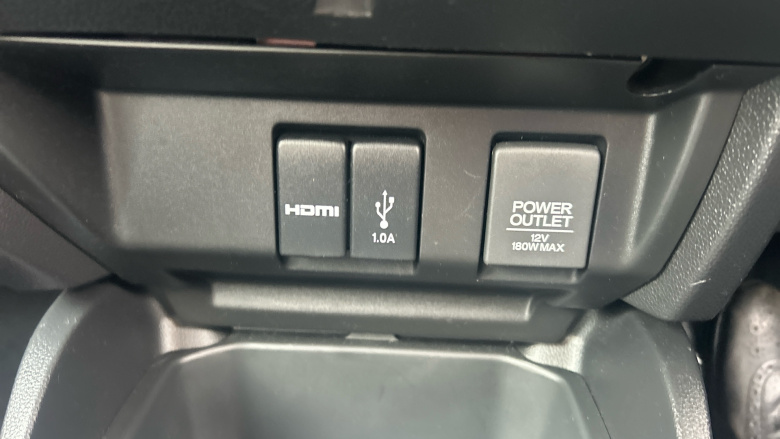 HDMI
1.0A
POWER
OUTLET
12V
180W MAX